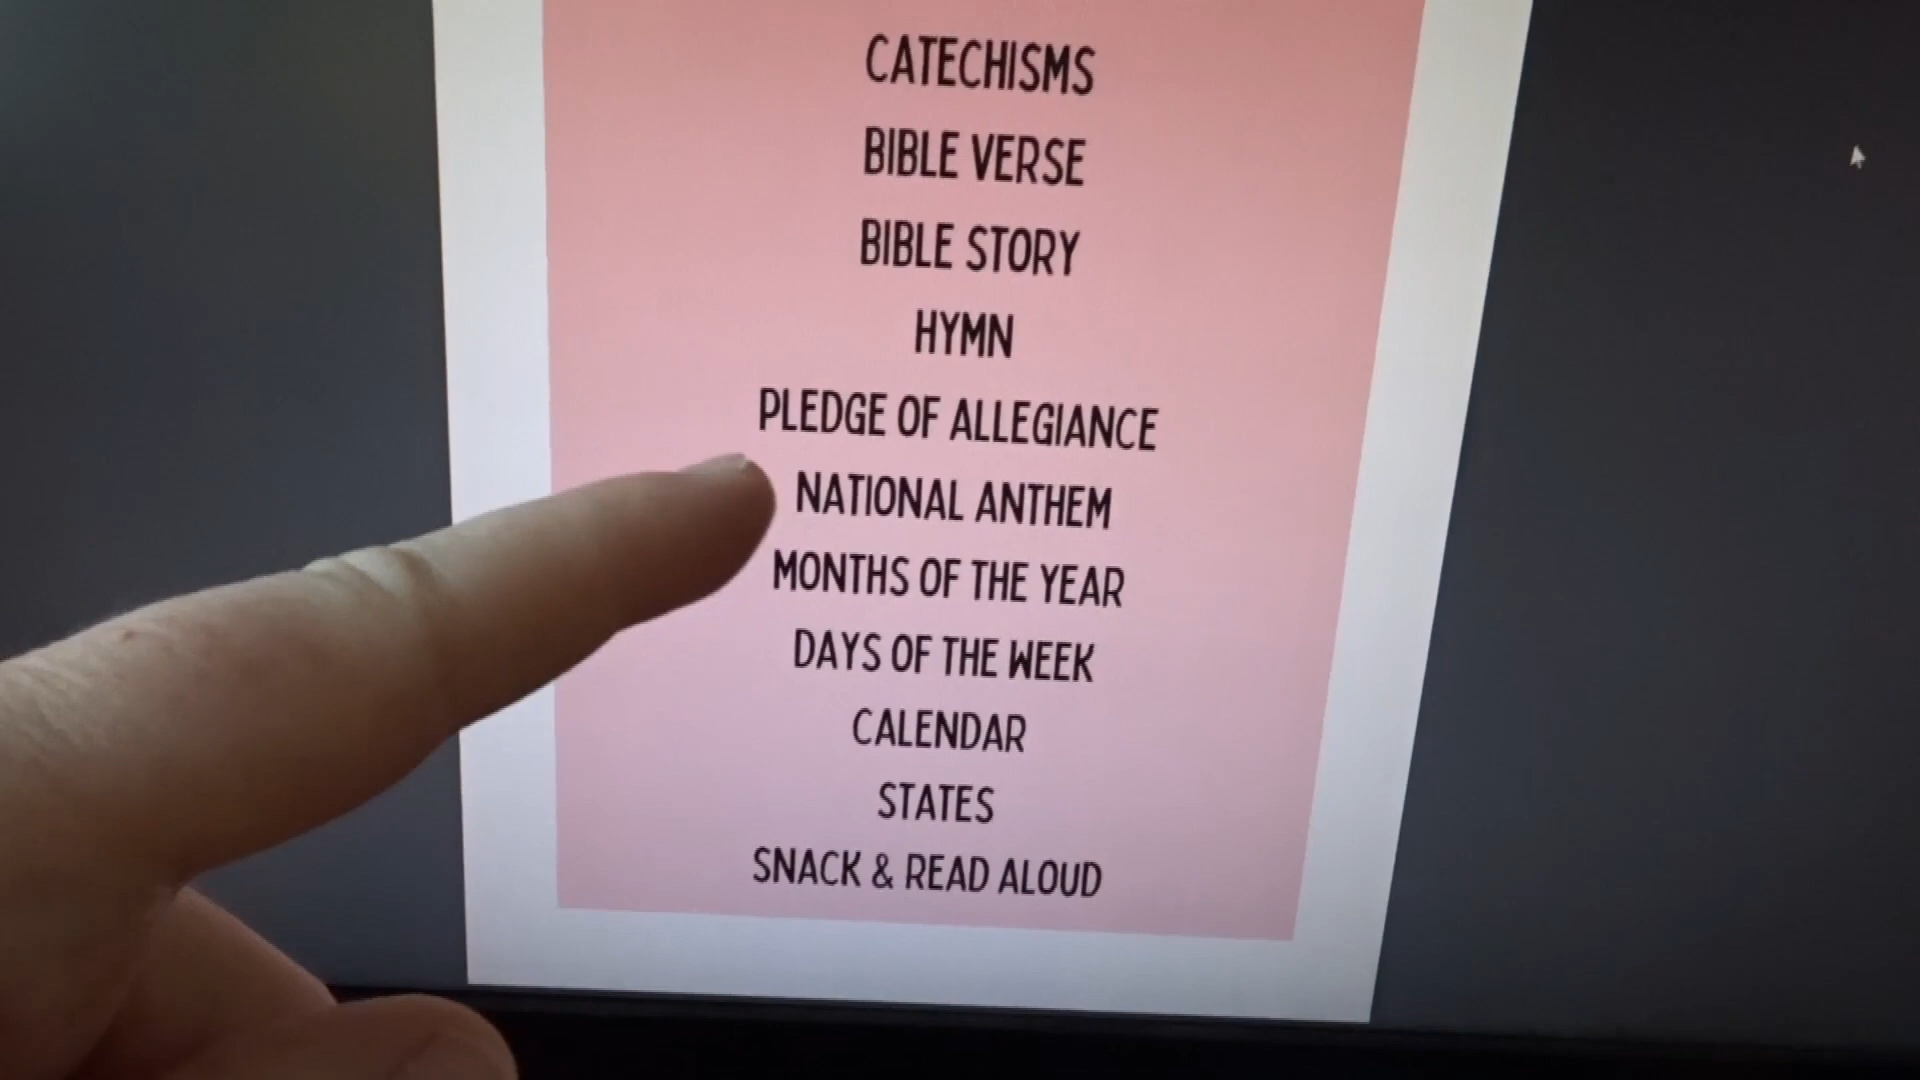 CATECHISMS
BIBLE VERSE
BIBLE STORY
HYMN
PLEDGE OF ALLEGIANCE
NATIONAL ANTHEM
MONTHS OF THE YEAR
DAYS OF THE WEEK
CALENDAR
STATES
SNACK & READ ALOUD